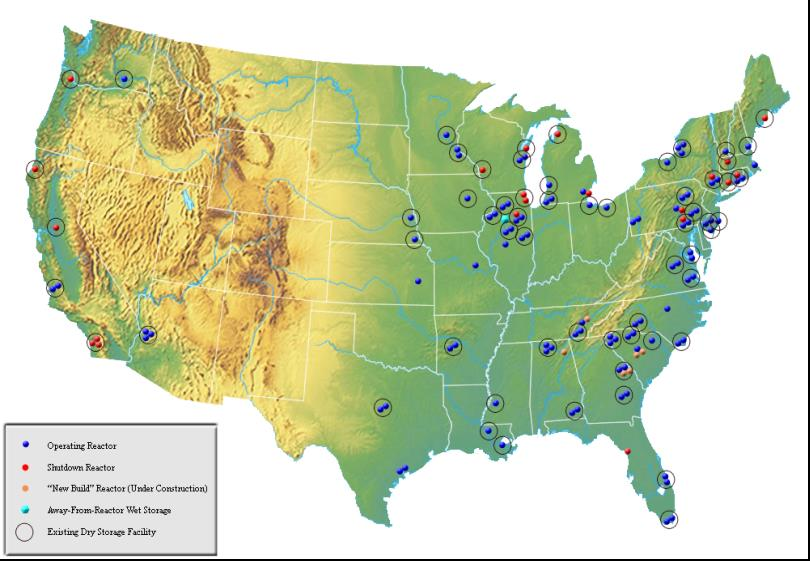 Operating Reactor
Shutdown Reactor
“New Build” Reactor (Under Construction)
Away-From-Reactor Wet Storage
Existing Dry Storage Facility